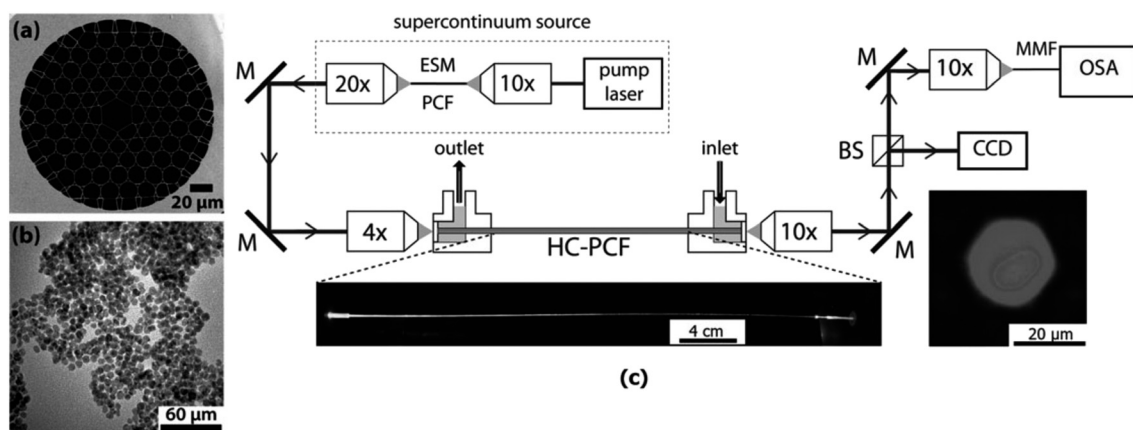 (a)
20 μm
(b)
60 μm
supercontinuum source
M
20x
ESM
PCF
10x
pump
laser
M
4x
outlet
HC-PCF
inlet
10x
M
BS
CCD
M
10x
MMF
OSA
4 cm
20 μm
(c)